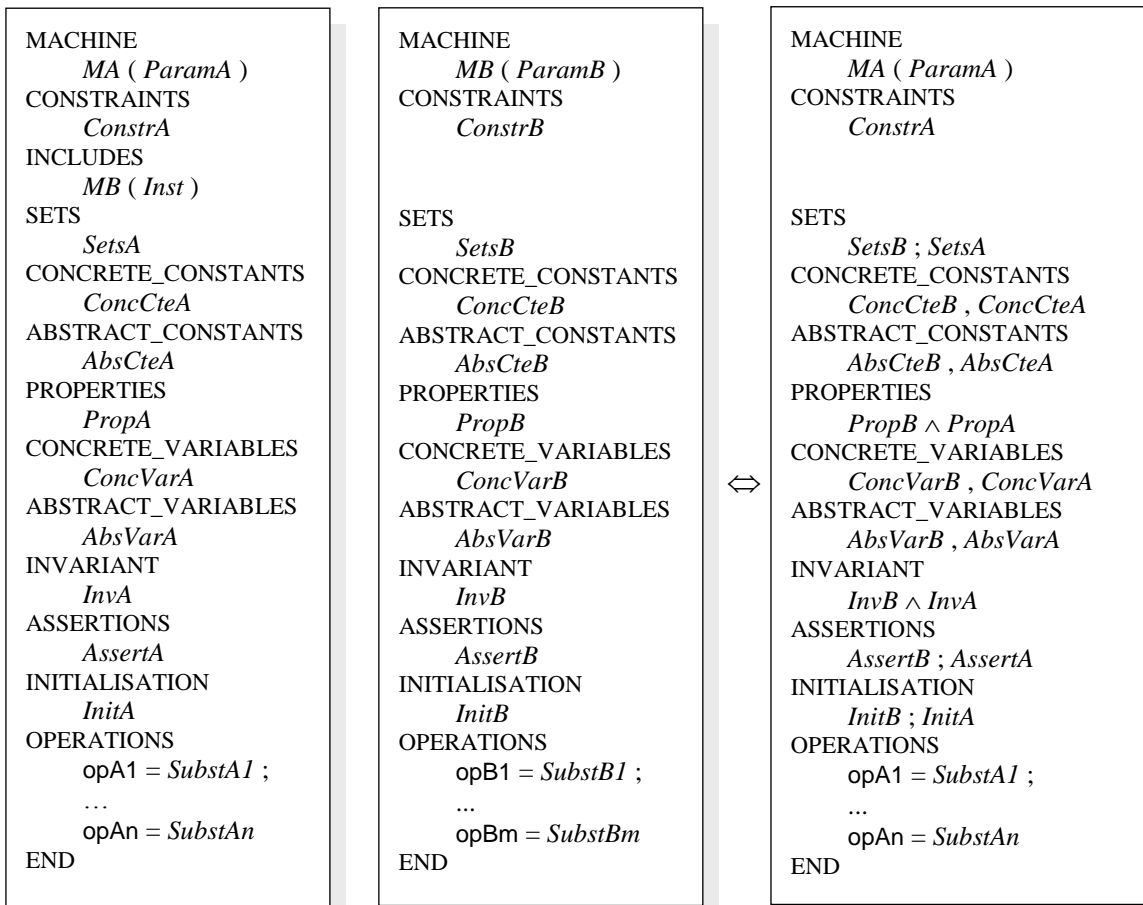 MACHINE
MA ( ParamA )
CONSTRAINTS
ConstrA
INCLUDES
MB ( Inst )
SETS
SetsA
CONCRETE_CONSTANTS
ConcCteA
ABSTRACT_CONSTANTS
AbsCteA
PROPERTIES
PropA
CONCRETE_VARIABLES
ConcVarA
ABSTRACT_VARIABLES
AbsVarA
INVARIANT
InvA
ASSERTIONS
AssertA
INITIALISATION
InitA
OPERATIONS
opA1 = SubstA1 ;
…
opAn = SubstAn
END
MACHINE
MB ( ParamB )
CONSTRAINTS
ConstrB
SETS
SetsB
CONCRETE_CONSTANTS
ConcCteB
ABSTRACT_CONSTANTS
AbsCteB
PROPERTIES
PropB
CONCRETE_VARIABLES
ConcVarB
ABSTRACT_VARIABLES
AbsVarB
INVARIANT
InvB
ASSERTIONS
AssertB
INITIALISATION
InitB
OPERATIONS
opB1 = SubstB1 ;
...
opBm = SubstBm
END
⇔
MACHINE
MA ( ParamA )
CONSTRAINTS
ConstrA
SETS
SetsB ; SetsA
CONCRETE_CONSTANTS
ConcCteB , ConcCteA
ABSTRACT_CONSTANTS
AbsCteB , AbsCteA
PROPERTIES
PropB ∧ PropA
CONCRETE_VARIABLES
ConcVarB , ConcVarA
ABSTRACT_VARIABLES
AbsVarB , AbsVarA
INVARIANT
InvB ∧ InvA
ASSERTIONS
AssertB ; AssertA
INITIALISATION
InitB ; InitA
OPERATIONS
opA1 = SubstA1 ;
...
opAn = SubstAn
END